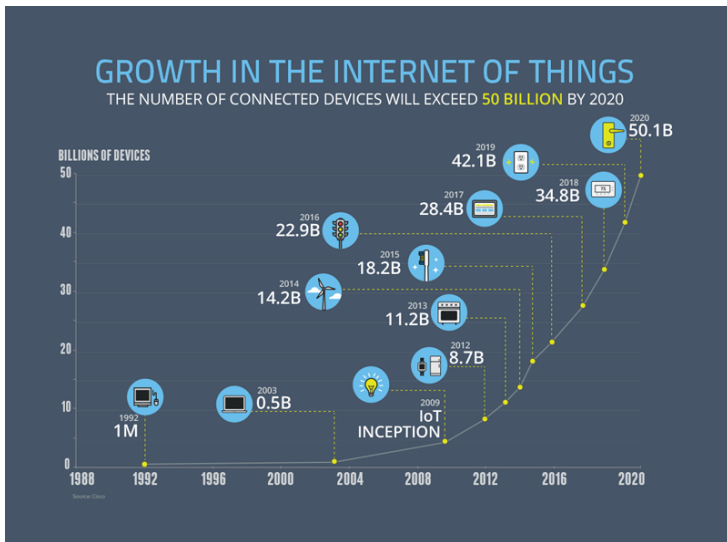 GROWTH IN THE INTERNET OF THINGS
THE NUMBER OF CONNECTED DEVICES WILL EXCEED 50 BILLION BY 2020
BILLIONS OF DEVICES
50
40
30
20
10
0
1992
1M
2003
0.5B
2009
IoT
INCEPTION
2012
8.7B
2013
11.2B
2014
14.2B
2015
18.2B
2016
22.9B
2017
28.4B
2018
34.8B
2019
42.1B
2020
50.1B
1988 1992 1996 2000 2004 2008 2012 2016 2020